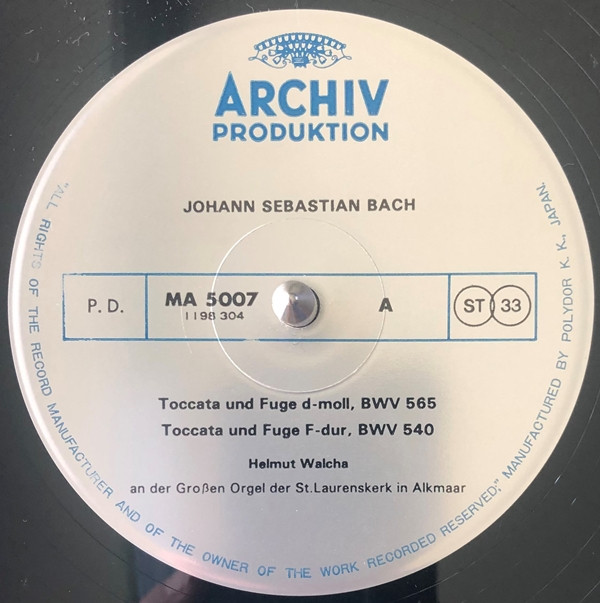 ARCHIV
PRODUKTION
JOHANN SEBASTIAN BACH
P. D.
MA 5007
1198 304
A
ST 33
Toccata und Fuge d-moll, BWV 565
Toccata und Fuge F-dur, BWV 540
Helmut Walcha
an der Großen Orgel der St.Laurenskerk in Alkmaar
"ALL RIGHTS OF THE RECORD MANUFACTURER AND OF THE OWNER OF THE WORK RECORDED RESERVED;" MANUFACTURED BY POLYDOR K. K., JAPAN.